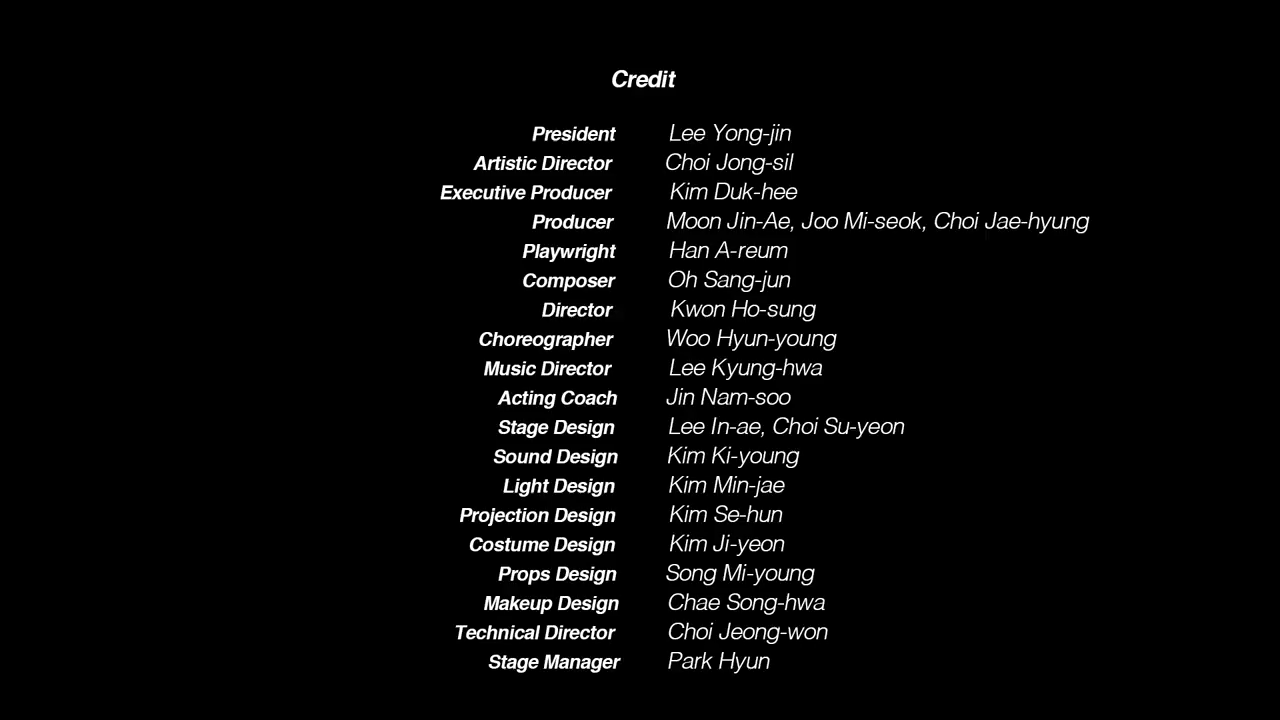 Credit
President Lee Yong-jin
Artistic Director Choi Jong-sil
Executive Producer Kim Duk-hee
Producer Moon Jin-Ae, Joo Mi-seok, Choi Jae-hyung
Playwright Han A-reum
Composer Oh Sang-jun
Director Kwon Ho-sung
Choreographer Woo Hyun-young
Music Director Lee Kyung-hwa
Acting Coach Jin Nam-soo
Stage Design Lee In-ae, Choi Su-yeon
Sound Design Kim Ki-young
Light Design Kim Min-jae
Projection Design Kim Se-hun
Costume Design Kim Ji-yeon
Props Design Song Mi-young
Makeup Design Chae Song-hwa
Technical Director Choi Jeong-won
Stage Manager Park Hyun